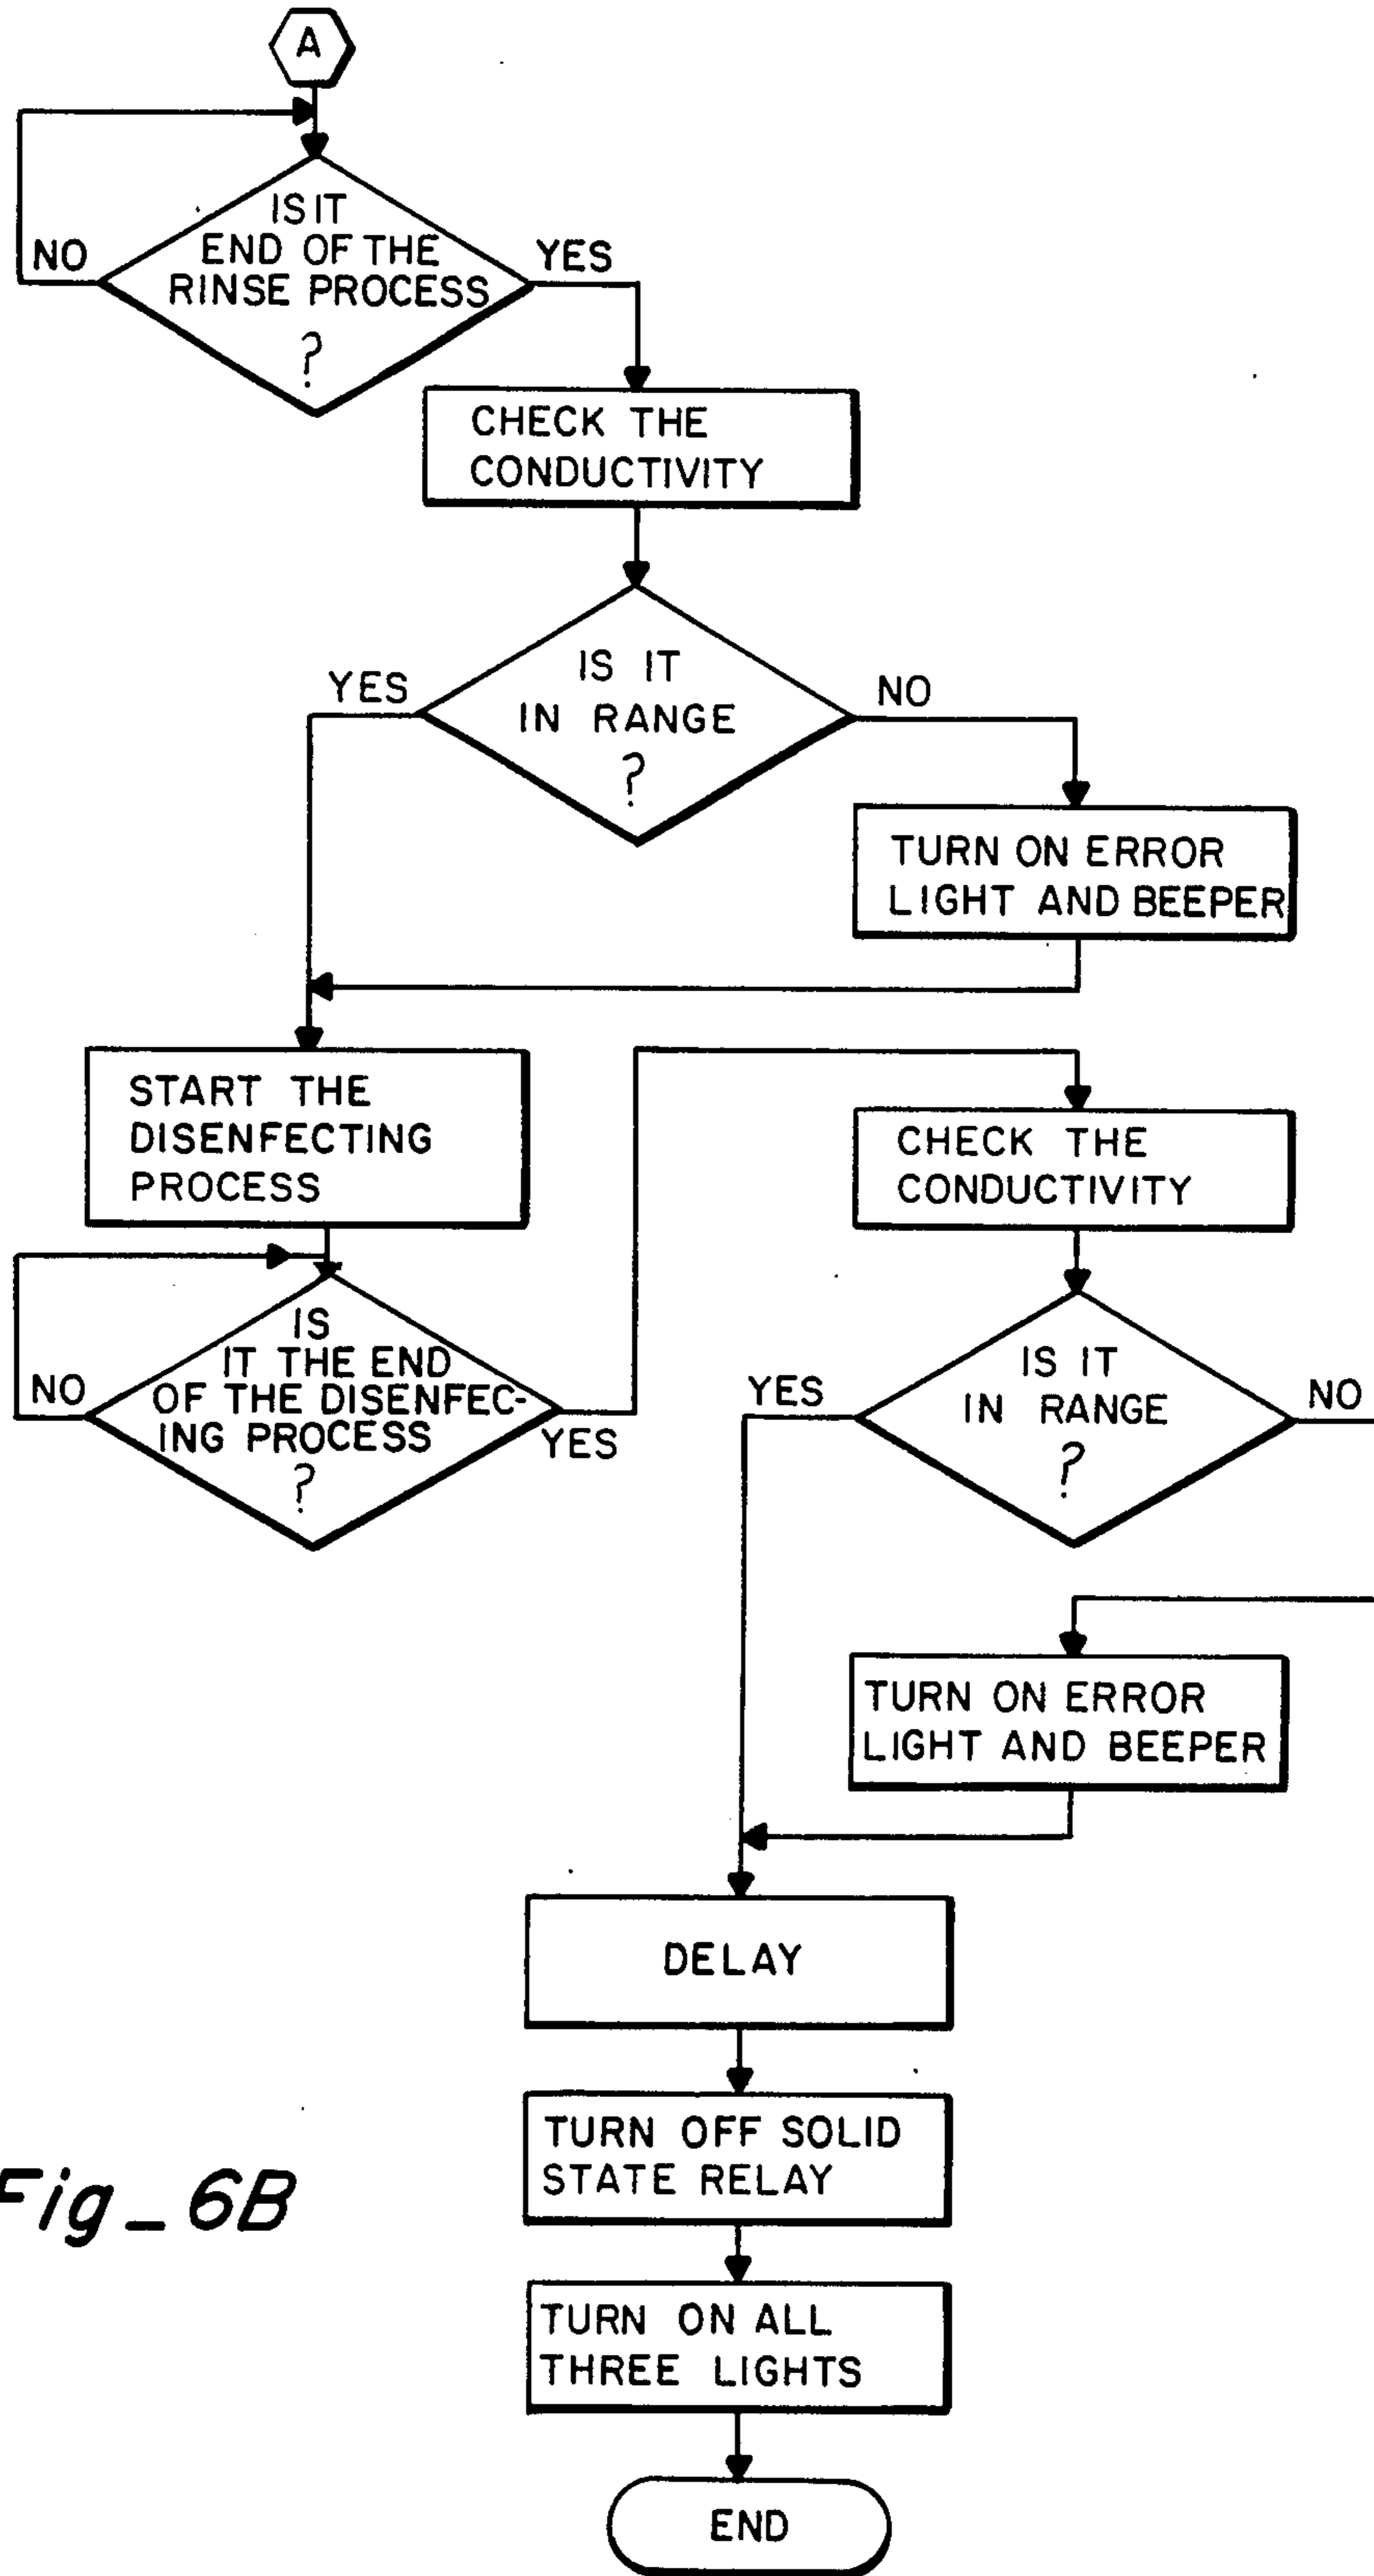 A
IS IT
END OF THE
RINSE PROCESS
?
NO
YES
CHECK THE
CONDUCTIVITY
IS IT
IN RANGE
?
YES
NO
TURN ON ERROR
LIGHT AND BEEPER
START THE
DISENFECTING
PROCESS
IS
IT THE END
OF THE DISENFEC-
ING PROCESS
?
NO
YES
CHECK THE
CONDUCTIVITY
IS IT
IN RANGE
?
YES
NO
TURN ON ERROR
LIGHT AND BEEPER
DELAY
TURN OFF SOLID
STATE RELAY
TURN ON ALL
THREE LIGHTS
END
Fig_6B